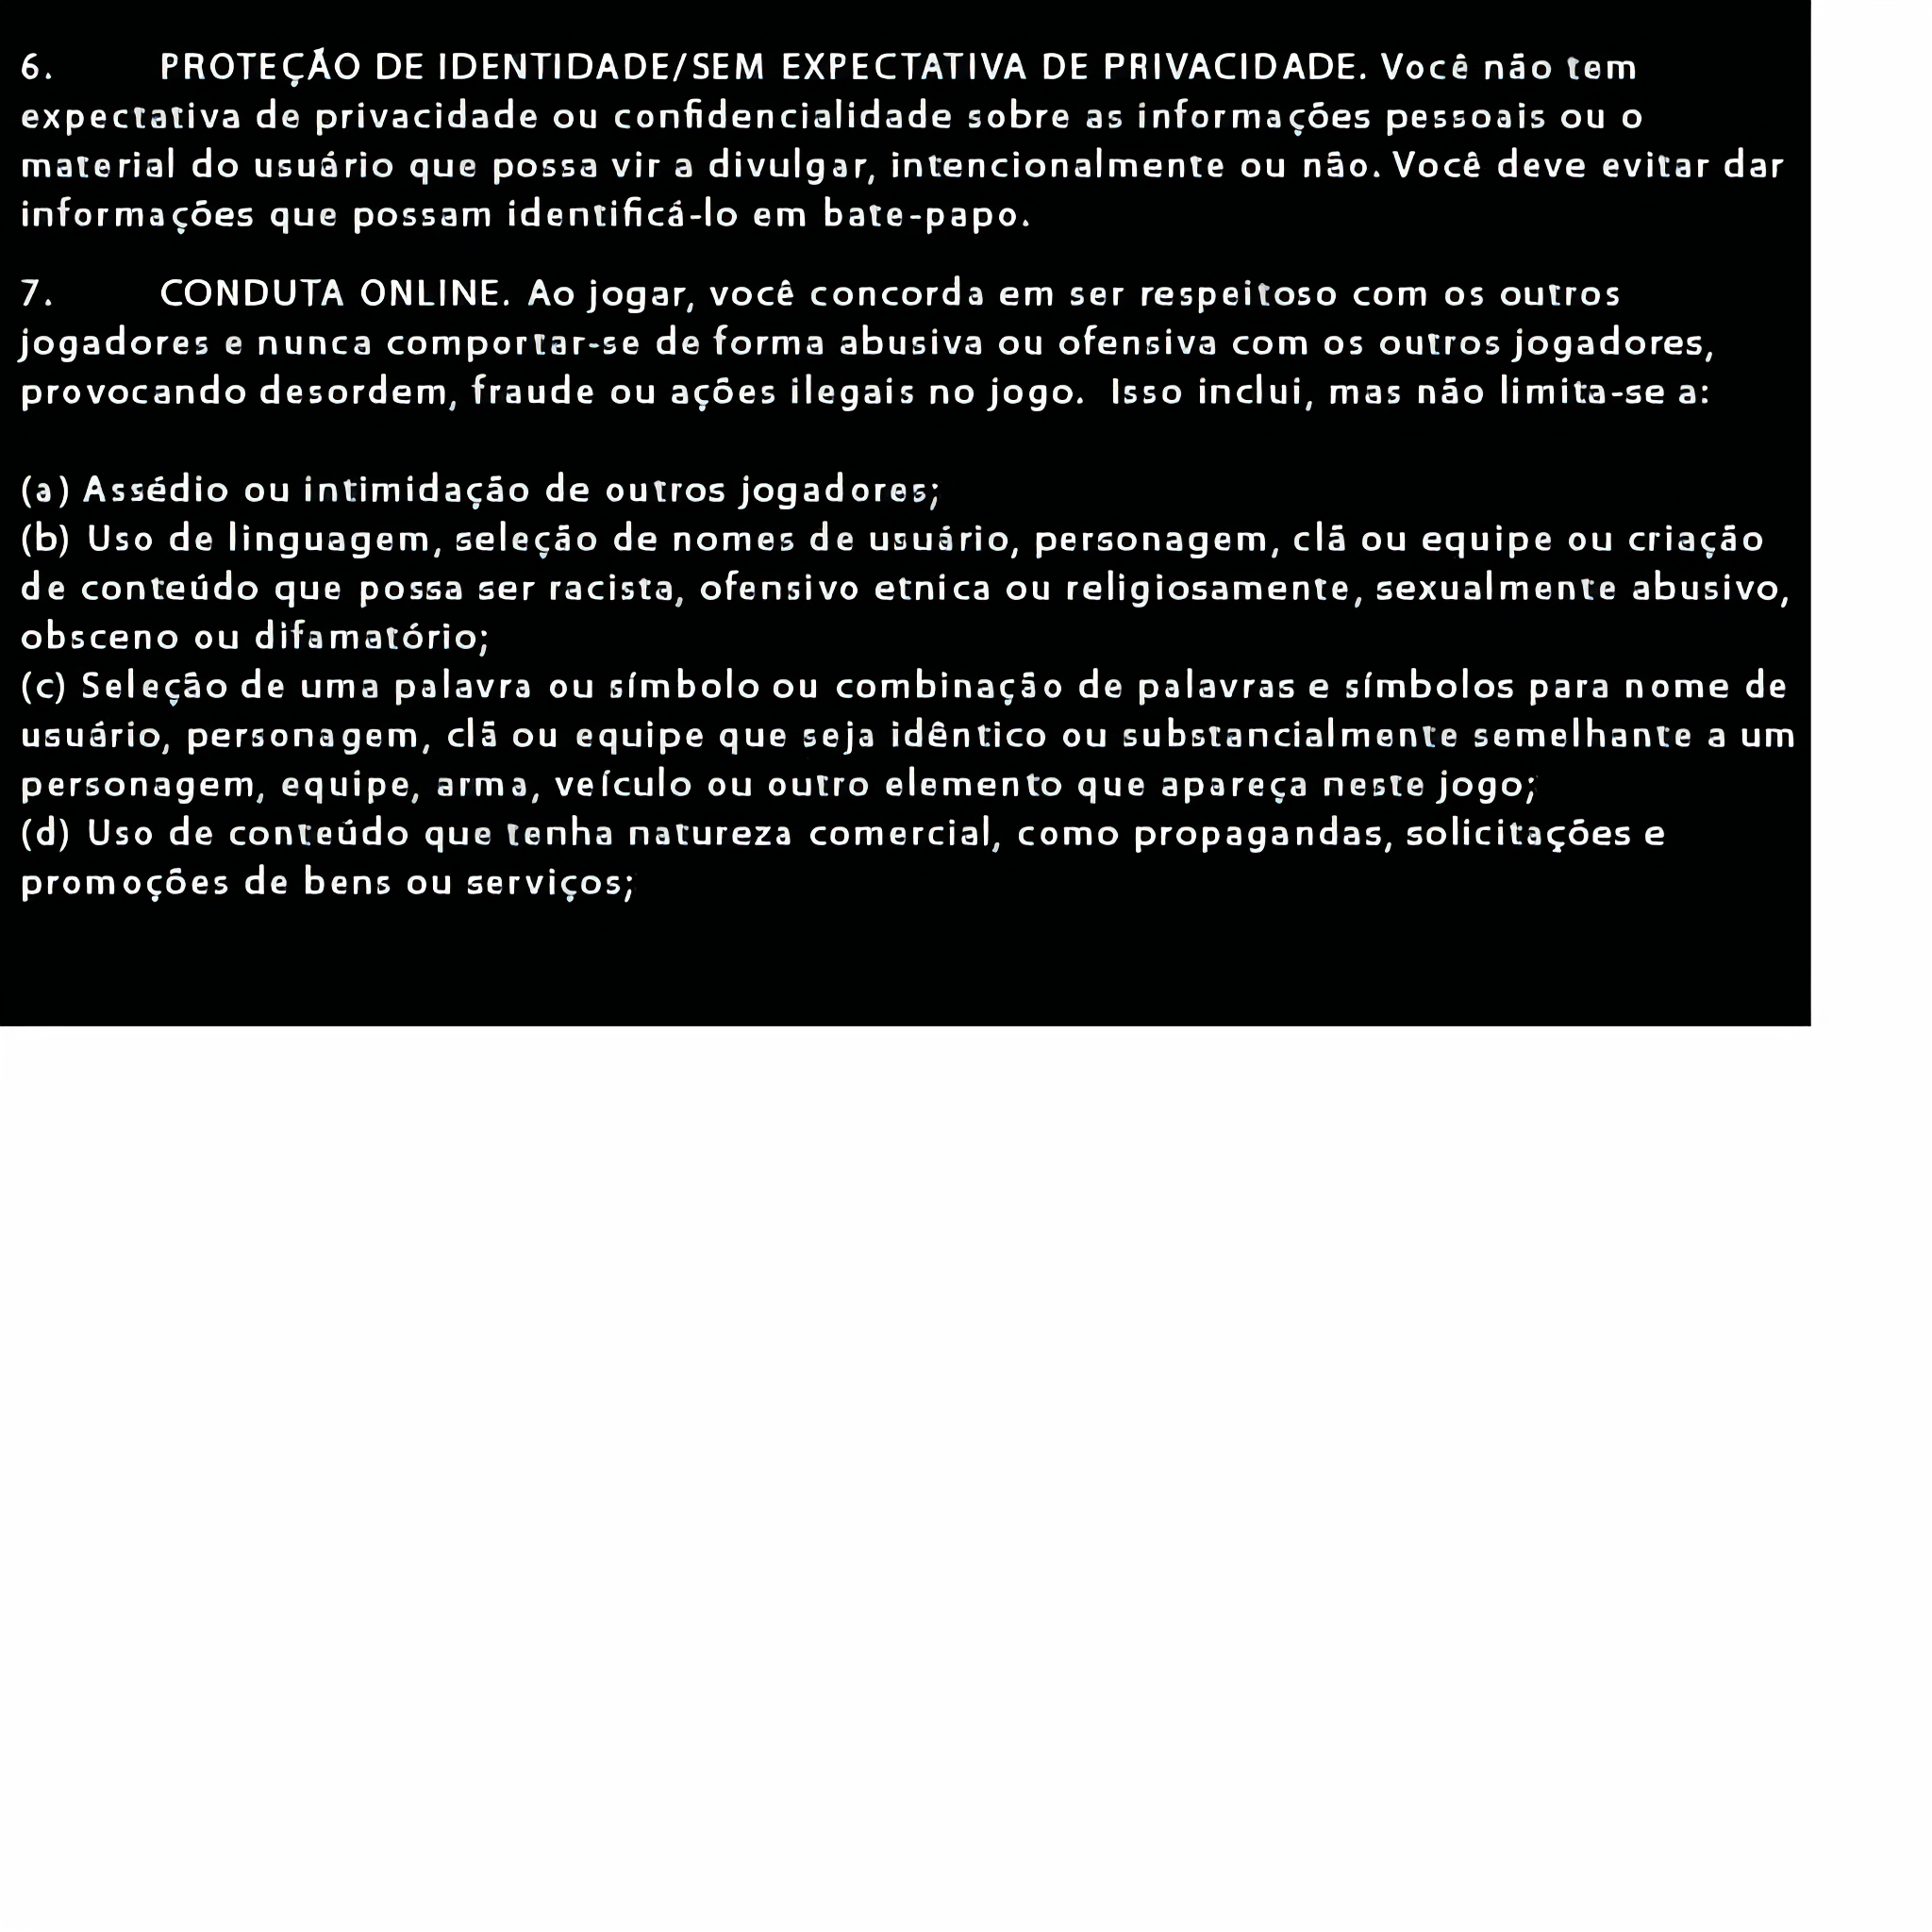 6. PROTEÇÃO DE IDENTIDADE/SEM EXPECTATIVA DE PRIVACIDADE. Você não tem
expectativa de privacidade ou confidencialidade sobre as informações pessoais ou o
material do usuário que possa vir a divulgar, intencionalmente ou não. Você deve evitar dar
informações que possam identificá-lo em bate-papo.
7. CONDUTA ONLINE. Ao jogar, você concorda em ser respeitoso com os outros
jogadores e nunca comportar-se de forma abusiva ou ofensiva com os outros jogadores,
provocando desordem, fraude ou ações ilegais no jogo. Isso inclui, mas não limita-se a:
(a) Assédio ou intimidação de outros jogadores;
(b) Uso de linguagem, seleção de nomes de usuário, personagem, clã ou equipe ou criação
de conteúdo que possa ser racista, ofensivo etnica ou religiosamente, sexualmente abusivo,
obsceno ou difamatório;
(c) Seleção de uma palavra ou símbolo ou combinação de palavras e símbolos para nome de
usuário, personagem, clã ou equipe que seja idêntico ou substancialmente semelhante a um
personagem, equipe, arma, veículo ou outro elemento que apareça neste jogo;
(d) Uso de conteúdo que tenha natureza comercial, como propagandas, solicitações e
promoções de bens ou serviços;